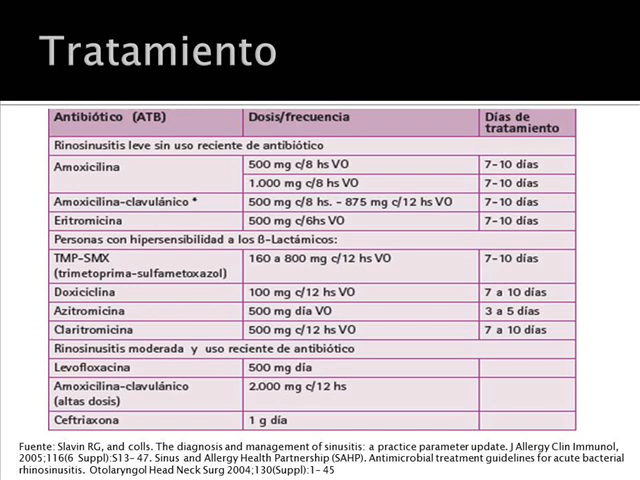 Tratamiento
Antibiótico (ATB) Dosis/frecuencia Días de
tratamiento
Rinosinusitis leve sin uso reciente de antibiótico
Amoxicilina 500 mg c/8 hs VO 7-10 días
1.000 mg c/8 hs VO 7-10 días
Amoxicilina-clavulánico * 500 mg c/8 hs. - 875 mg c/12 hs VO 7-10 días
Eritromicina 500 mg c/6hs VO 7-10 días
Personas con hipersensibilidad a los ß-Lactámicos:
TMP-SMX 160 a 800 mg c/12 hs VO 7-10 días
(trimetoprima-sulfametoxazol)
Doxiciclina 100 mg c/12 hs VO 7 a 10 días
Azitromicina 500 mg día VO 3 a 5 días
Claritromicina 500 mg c/12 hs VO 7 a 10 días
Rinosinusitis moderada y uso reciente de antibiótico
Levofloxacina 500 mg día
Amoxicilina-clavulánico 2.000 mg c/12 hs
(altas dosis)
Ceftriaxona 1 g día
Fuente: Slavin RG, and colls. The diagnosis and management of sinusitis: a practice parameter update. J Allergy Clin Immunol,
2005;116(6 Suppl):S13-47. Sinus and Allergy Health Partnership (SAHP). Antimicrobial treatment guidelines for acute bacterial
rhinosinusitis. Otolaryngol Head Neck Surg 2004;130(Suppl):1-45